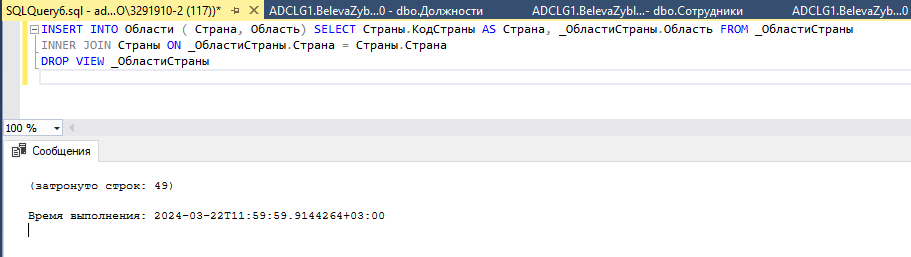 SQLQuery6.sql - ad...O\3291910-2 (117))* ADCLG1.BelevaZyb...0 - dbo.Должности ADCLG1.BelevaZybl...- dbo.Сотрудники ADCLG1.BelevaZyb...0
INSERT INTO Области ( Страна, Область) SELECT Страны.КодСтраны AS Страна, _ОбластиСтраны.Область FROM _ОбластиСтраны
INNER JOIN Страны ON _ОбластиСтраны.Страна = Страны.Страна
DROP VIEW _ОбластиСтраны
100 %
Сообщения
(затронуто строк: 49)
Время выполнения: 2024-03-22T11:59:59.9144264+03:00